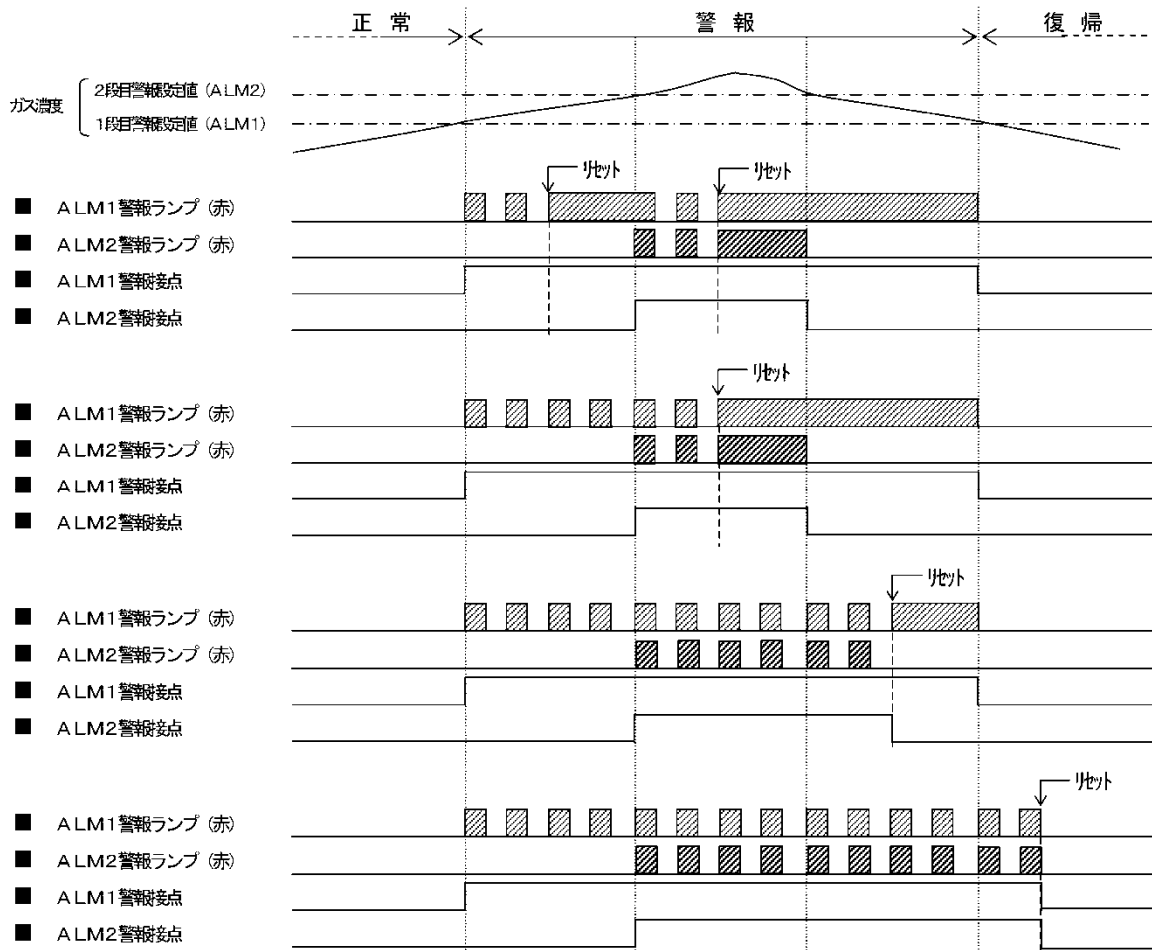 正 常
警 報
復 帰
ガス濃度
2段目警報設定値(ALM2)
1段目警報設定値(ALM1)
リセット
リセット
■ ALM1警報ランプ (赤)
■ ALM2警報ランプ (赤)
■ ALM1警報接点
■ ALM2警報接点
リセット
■ ALM1警報ランプ (赤)
■ ALM2警報ランプ (赤)
■ ALM1警報接点
■ ALM2警報接点
リセット
■ ALM1警報ランプ (赤)
■ ALM2警報ランプ (赤)
■ ALM1警報接点
■ ALM2警報接点
リセット
■ ALM1警報ランプ (赤)
■ ALM2警報ランプ (赤)
■ ALM1警報接点
■ ALM2警報接点